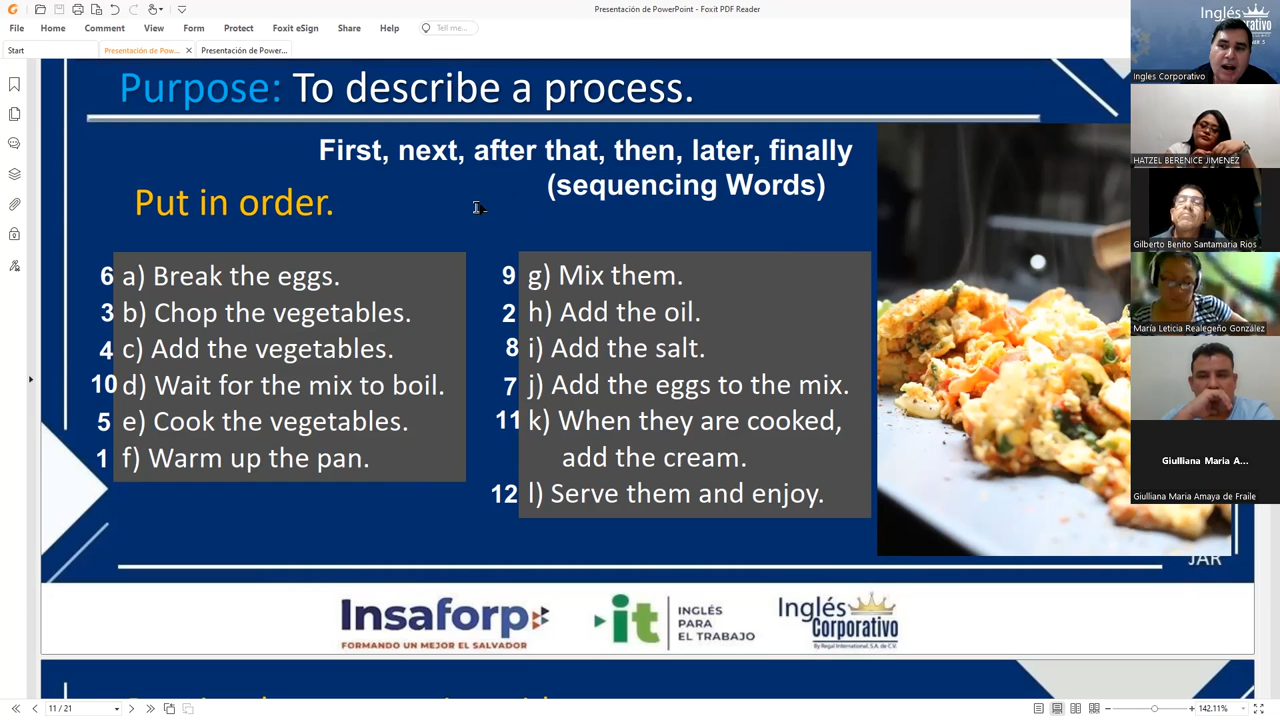 Presentación de PowerPoint - Foxit PDF Reader
File Home Comment View Form Protect Foxit eSign Share Help Tell me...
Start Presentación de Pow... Presentación de Power...
Purpose: To describe a process.
First, next, after that, then, later, finally
(sequencing Words)
Put in order.
6 a) Break the eggs.
3 b) Chop the vegetables.
4 c) Add the vegetables.
10 d) Wait for the mix to boil.
5 e) Cook the vegetables.
1 f) Warm up the pan.
9 g) Mix them.
2 h) Add the oil.
8 i) Add the salt.
7 j) Add the eggs to the mix.
11 k) When they are cooked,
add the cream.
12 l) Serve them and enjoy.
JAR
Insaforp
FORMANDO UN MEJOR EL SALVADOR
it
INGLÉS
PARA
EL TRABAJO
Inglés
Corporativo
By Regal International, S.A. de C.V.
Inglés
Corporativo
Ingles Corporativo
HATZEL BERENICE JIMENEZ
Gilberto Benito Santamaria Rios
María Leticia Realegeño González
Giulliana Maria A...
Giulliana Maria Amaya de Fraile
11 / 21
142.11%